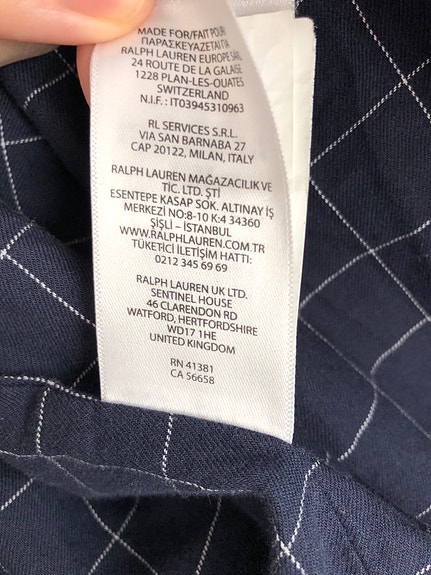 MADE FOR/FAIT POUR
ΠΑΡΑΣΚΕΥΑΖΕΤΑΙ ΓΙΑ
RALPH LAUREN EUROPE SARL
24 ROUTE DE LA GALAISE
1228 PLAN-LES-OUATES
SWITZERLAND
N.I.F. : IT03945310963
RL SERVICES S.R.L.
VIA SAN BARNABA 27
CAP 20122, MILAN, ITALY
RALPH LAUREN MAĞAZACILIK VE
TİC. LTD. ŞTİ
ESENTEPE KASAP SOK. ALTINAY İŞ
MERKEZİ NO:8-10 K:4 34360
ŞİŞLİ – İSTANBUL
WWW.RALPHLAUREN.COM.TR
TÜKETİCİ İLETİŞİM HATTI:
0212 345 69 69
RALPH LAUREN UK LTD.
SENTINEL HOUSE
46 CLARENDON RD
WATFORD, HERTFORDSHIRE
WD17 1HE
UNITED KINGDOM
RN 41381
CA 56658